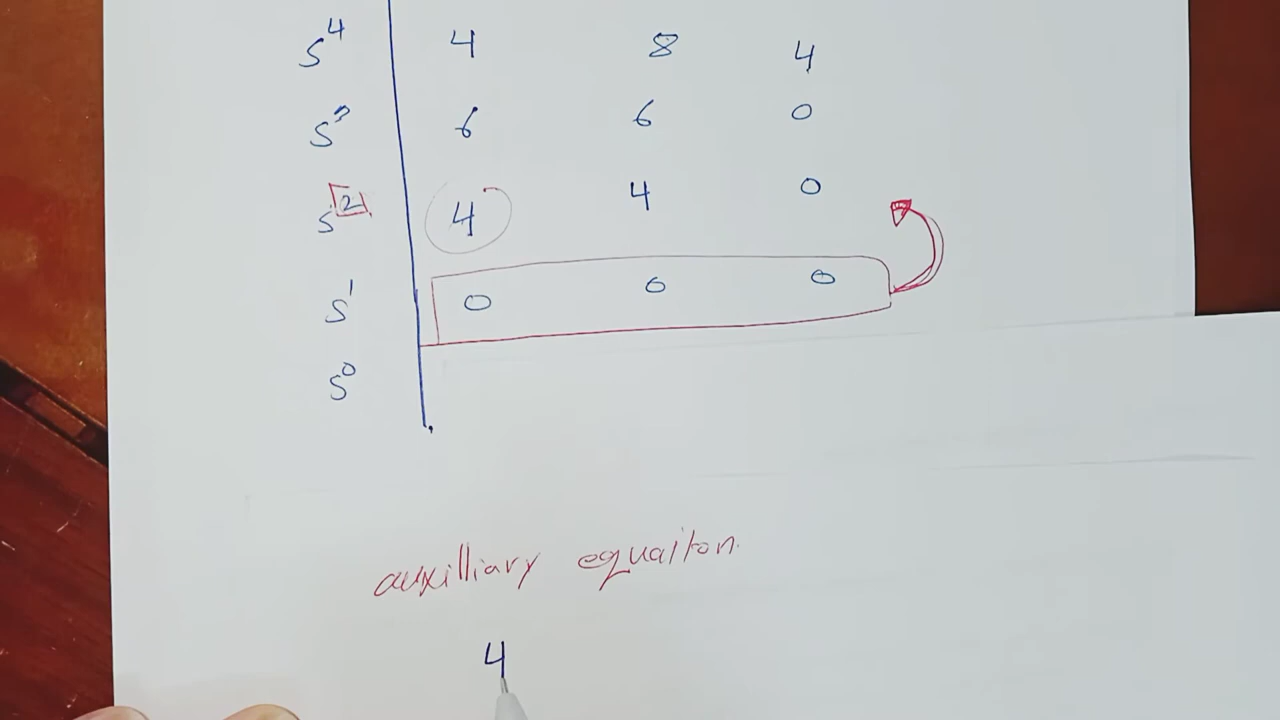 s⁴ 4 8 4
s³ 6 6 0
s² 4 4 0
s¹ 0 0 0
s⁰
auxilliary equaiton.
4